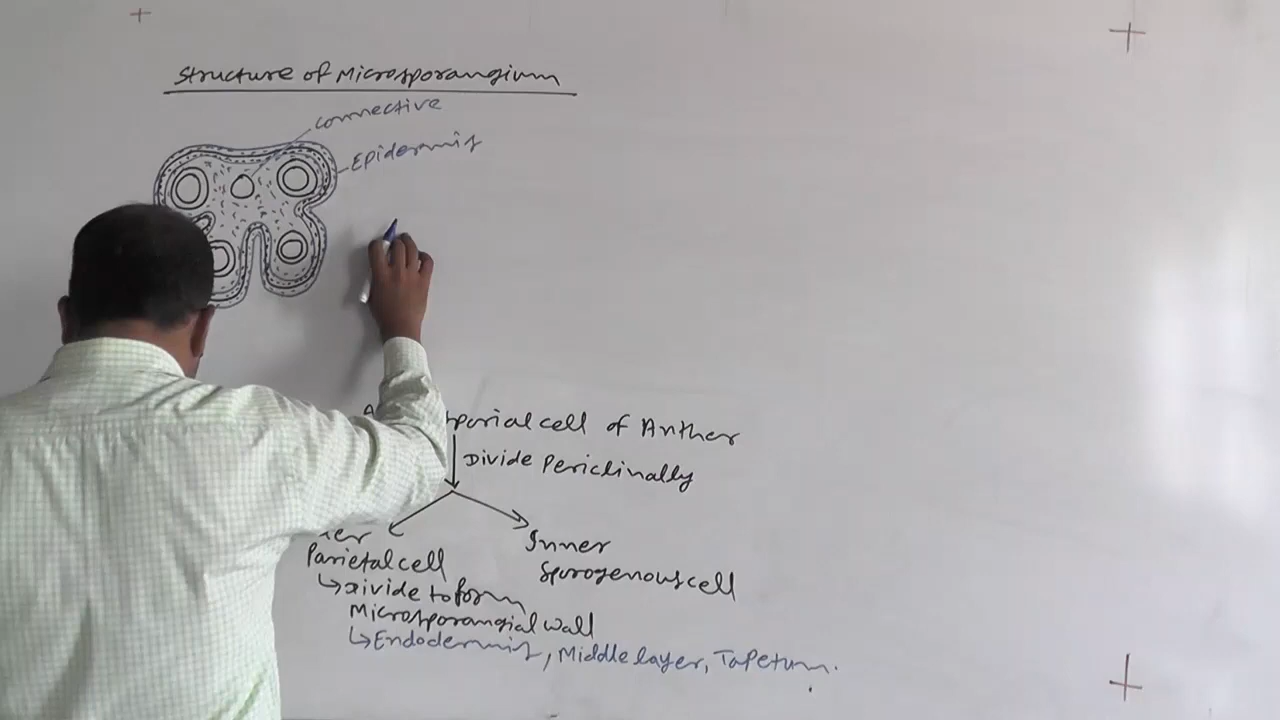 Structure of Microsporangium
connective
Epidermis
sporial cell of Anther
Divide Periclinally
Inner
Parietal cell
Sporogenous cell
↳ divide to form
Microsporangial wall
↳ Endodermis, Middle layer, Tapetum.